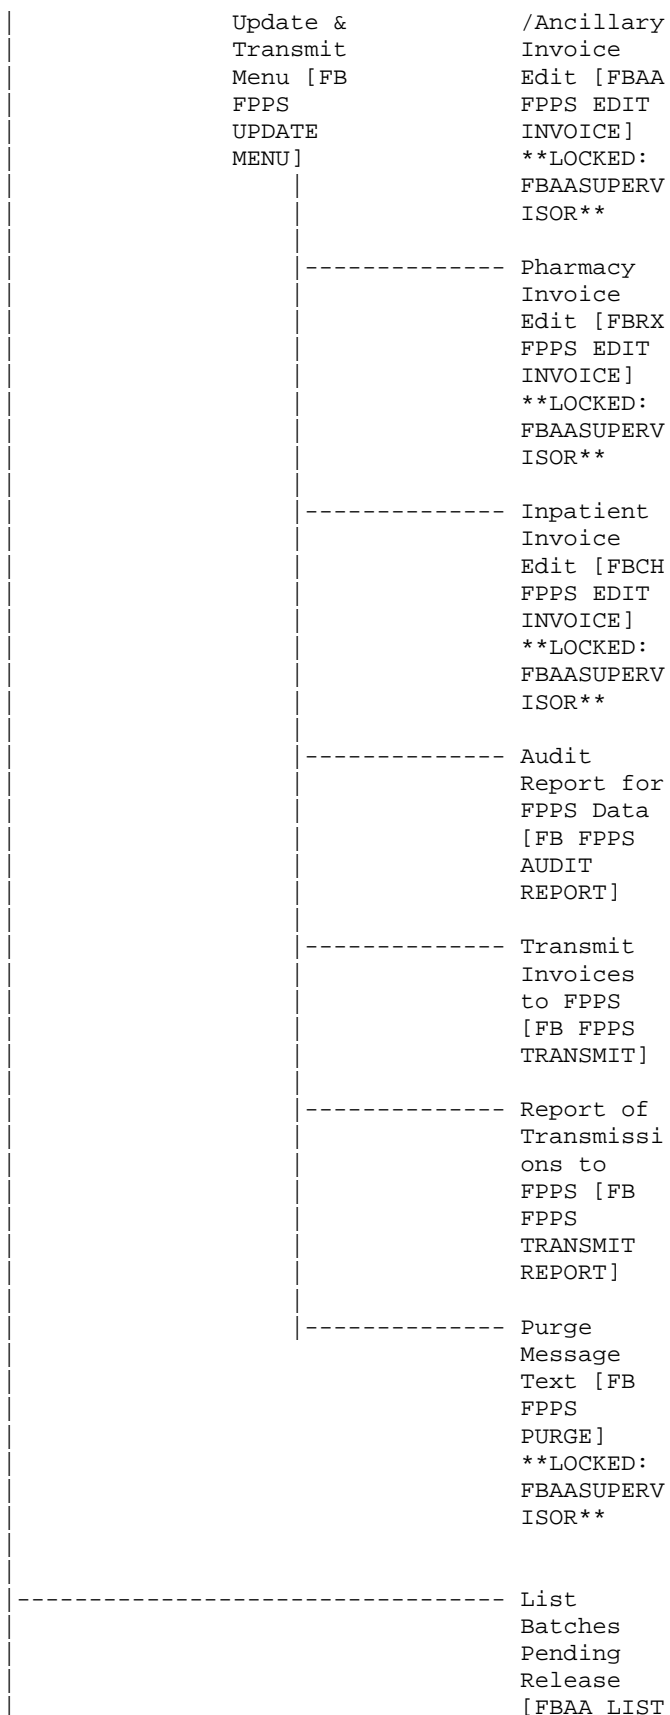 Update & /Ancillary
Transmit Invoice
Menu [FB Edit [FBAA
FPPS FPPS EDIT
UPDATE INVOICE]
MENU] **LOCKED:
FBAASUPERV
ISOR**
Pharmacy
Invoice
Edit [FBRX
FPPS EDIT
INVOICE]
**LOCKED:
FBAASUPERV
ISOR**
Inpatient
Invoice
Edit [FBCH
FPPS EDIT
INVOICE]
**LOCKED:
FBAASUPERV
ISOR**
Audit
Report for
FPPS Data
[FB FPPS
AUDIT
REPORT]
Transmit
Invoices
to FPPS
[FB FPPS
TRANSMIT]
Report of
Transmissi
ons to
FPPS [FB
FPPS
TRANSMIT
REPORT]
Purge
Message
Text [FB
FPPS
PURGE]
**LOCKED:
FBAASUPERV
ISOR**
List
Batches
Pending
Release
[FBAA LIST